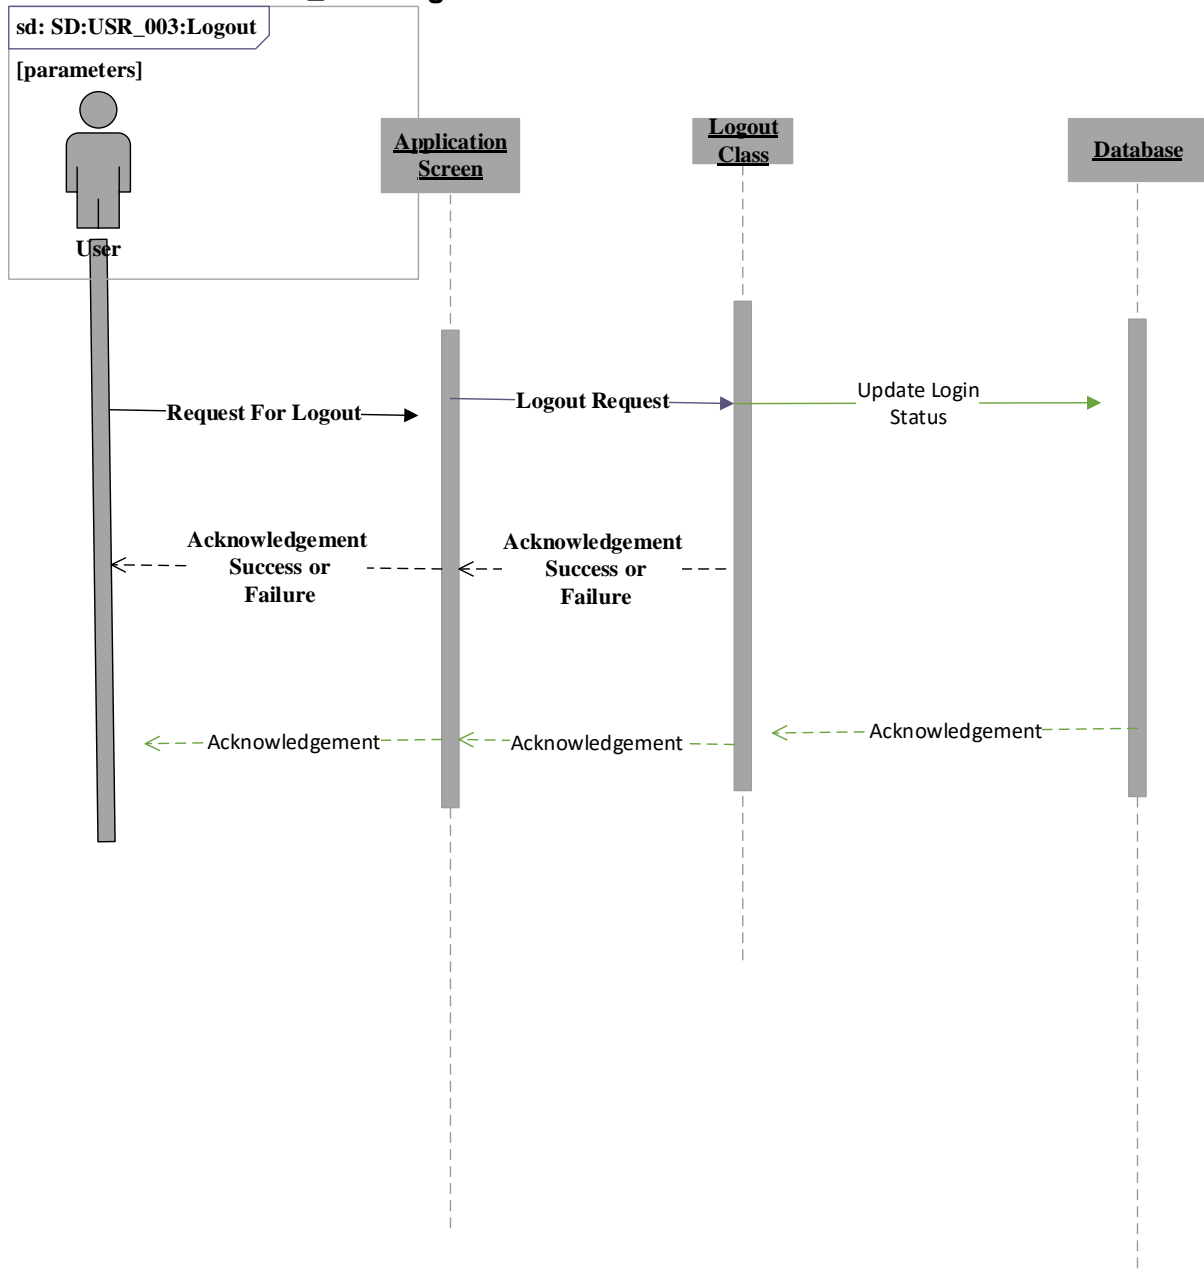 sd: SD:USR_003:Logout
[parameters]
User
Application
Screen
Logout
Class
Database
Request For Logout
Logout Request
Update Login
Status
Acknowledgement
Success or
Failure
Acknowledgement
Success or
Failure
Acknowledgement
Acknowledgement
Acknowledgement